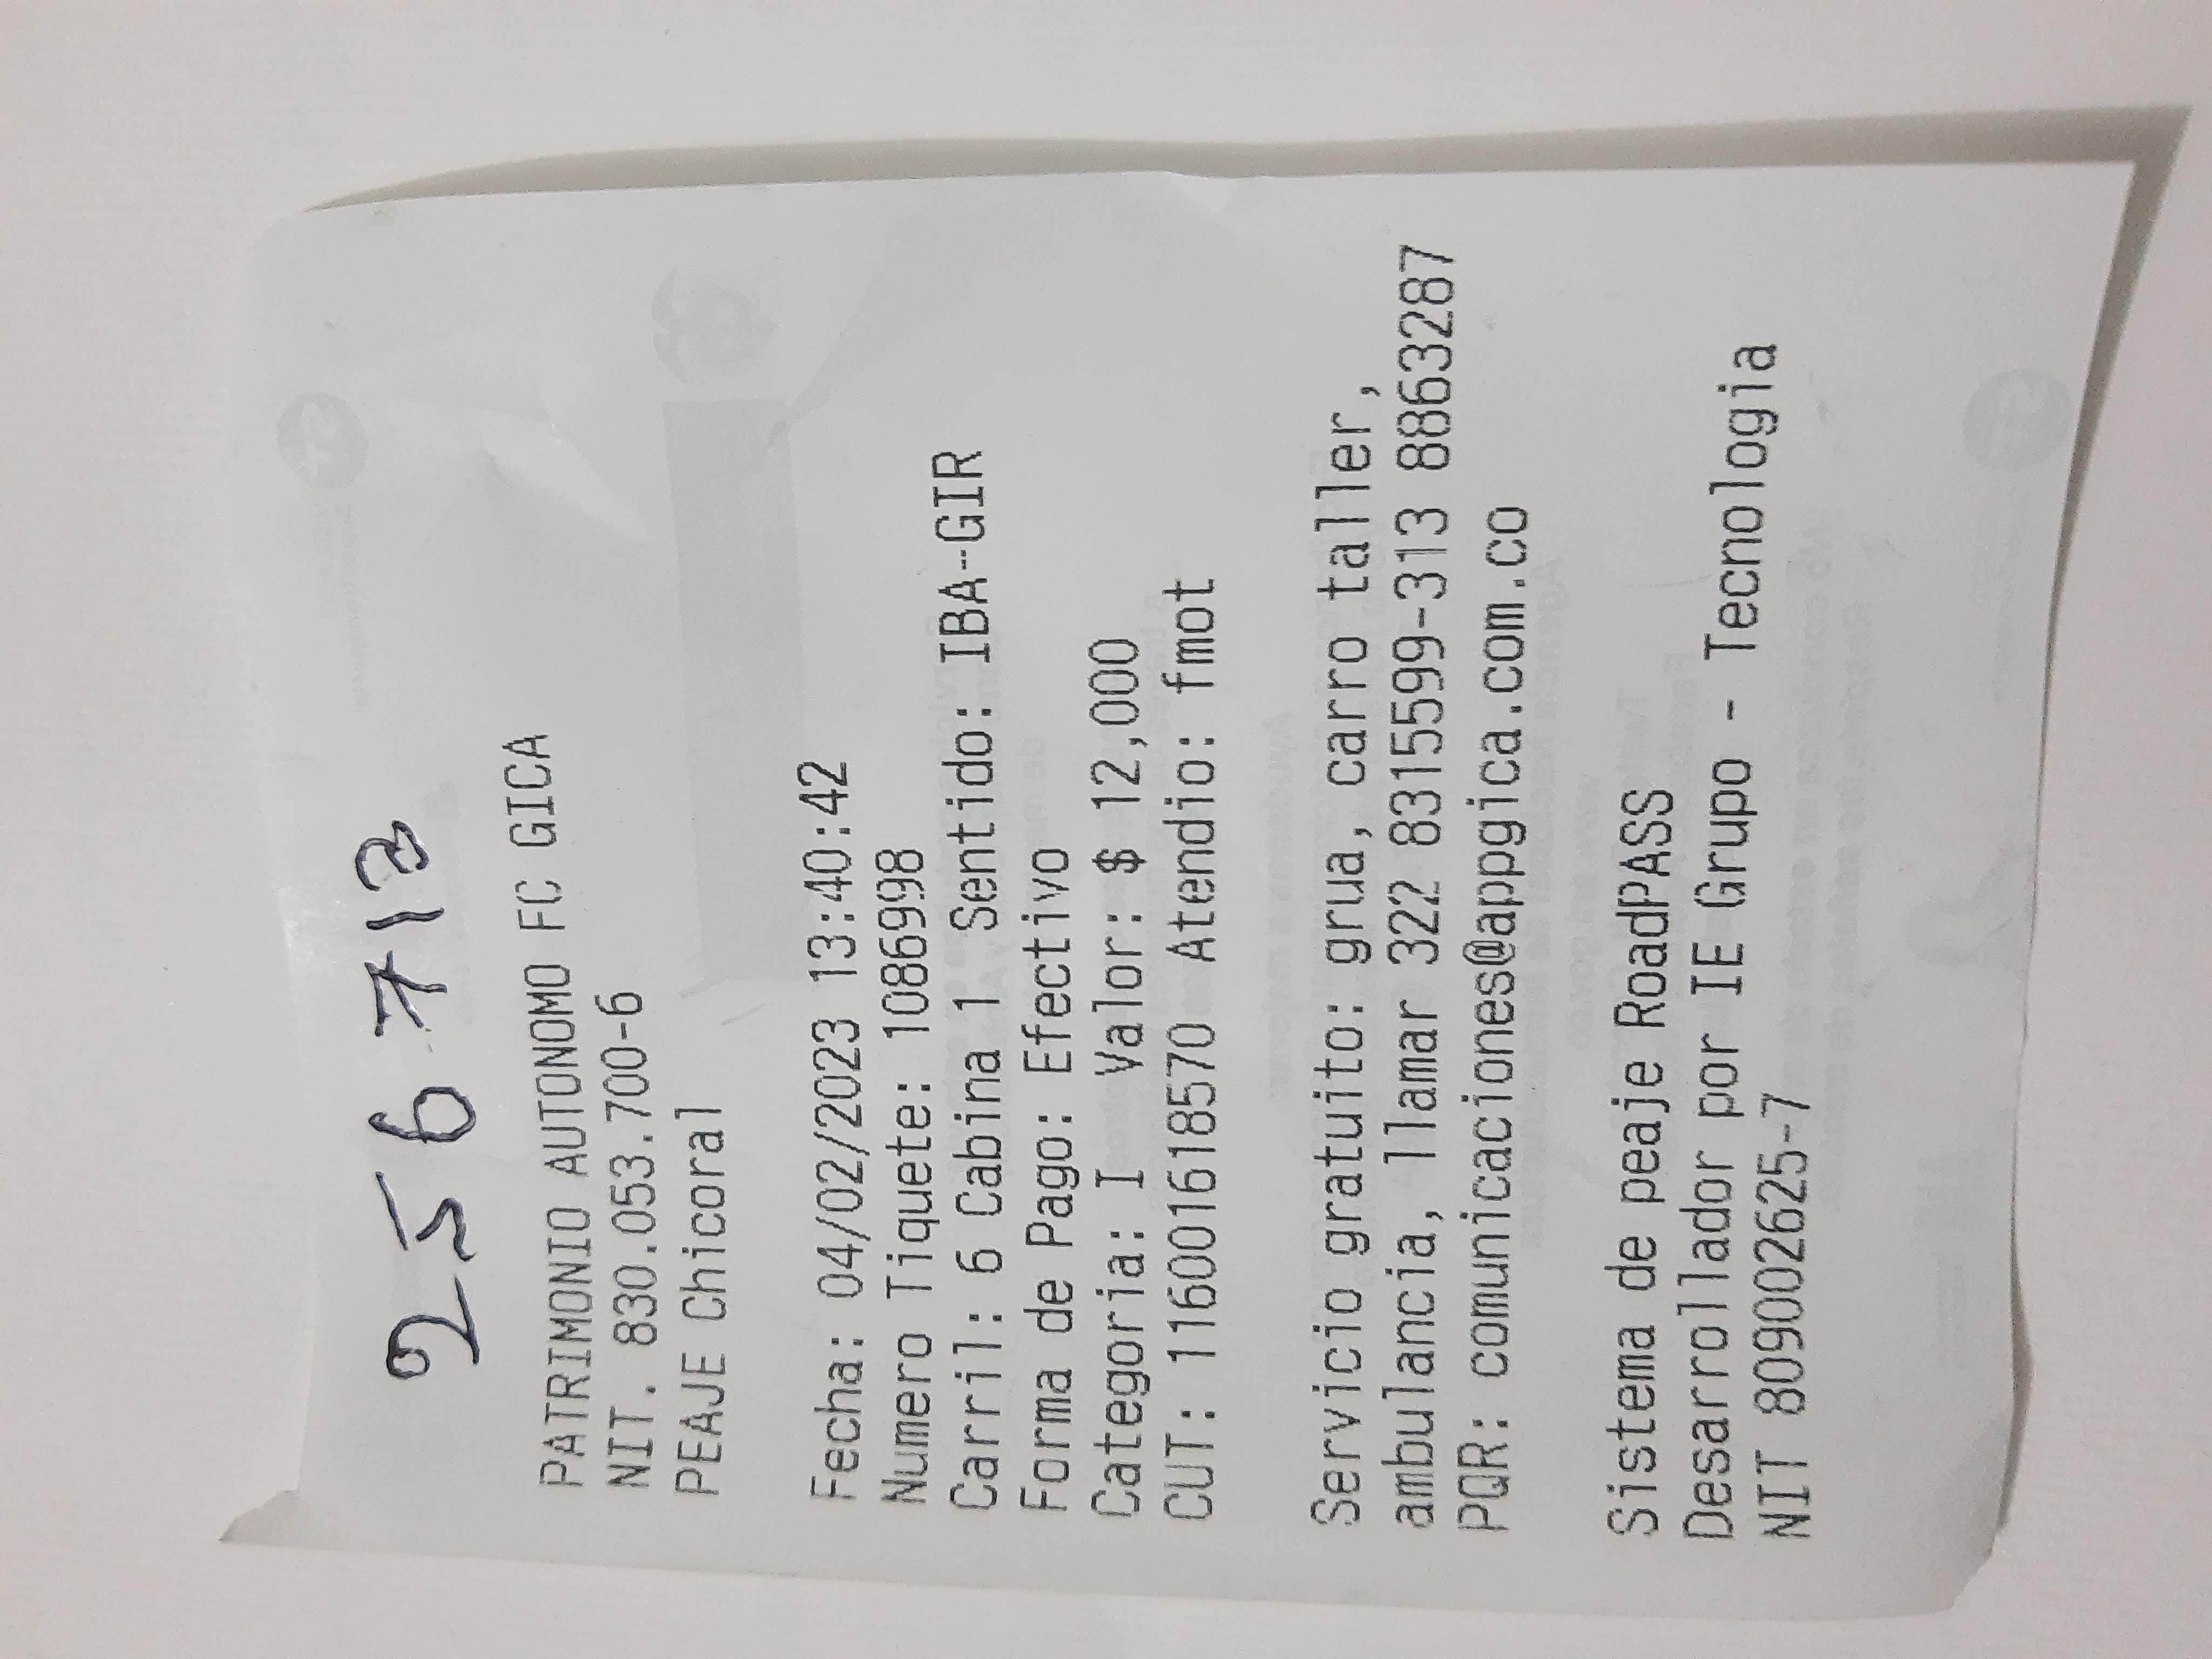 256713
PATRIMONIO AUTONOMO FC GICA
NIT. 830.053.700-6
PEAJE Chicoral
Fecha: 04/02/2023 13:40:42
Numero Tiquete: 1086998
Carril: 6 Cabina 1 Sentido: IBA-GIR
Forma de Pago: Efectivo
Categoria: I Valor: $ 12,000
CUT: 11600161618570 Atendio: fmot
Servicio gratuito: grua, carro taller,
ambulancia, llamar 322 8315599-313 8863287
PQR: comunicaciones@appgica.com.co
Sistema de peaje RoadPASS
Desarrollador por IE Grupo - Tecnologia
NIT 809002625-7